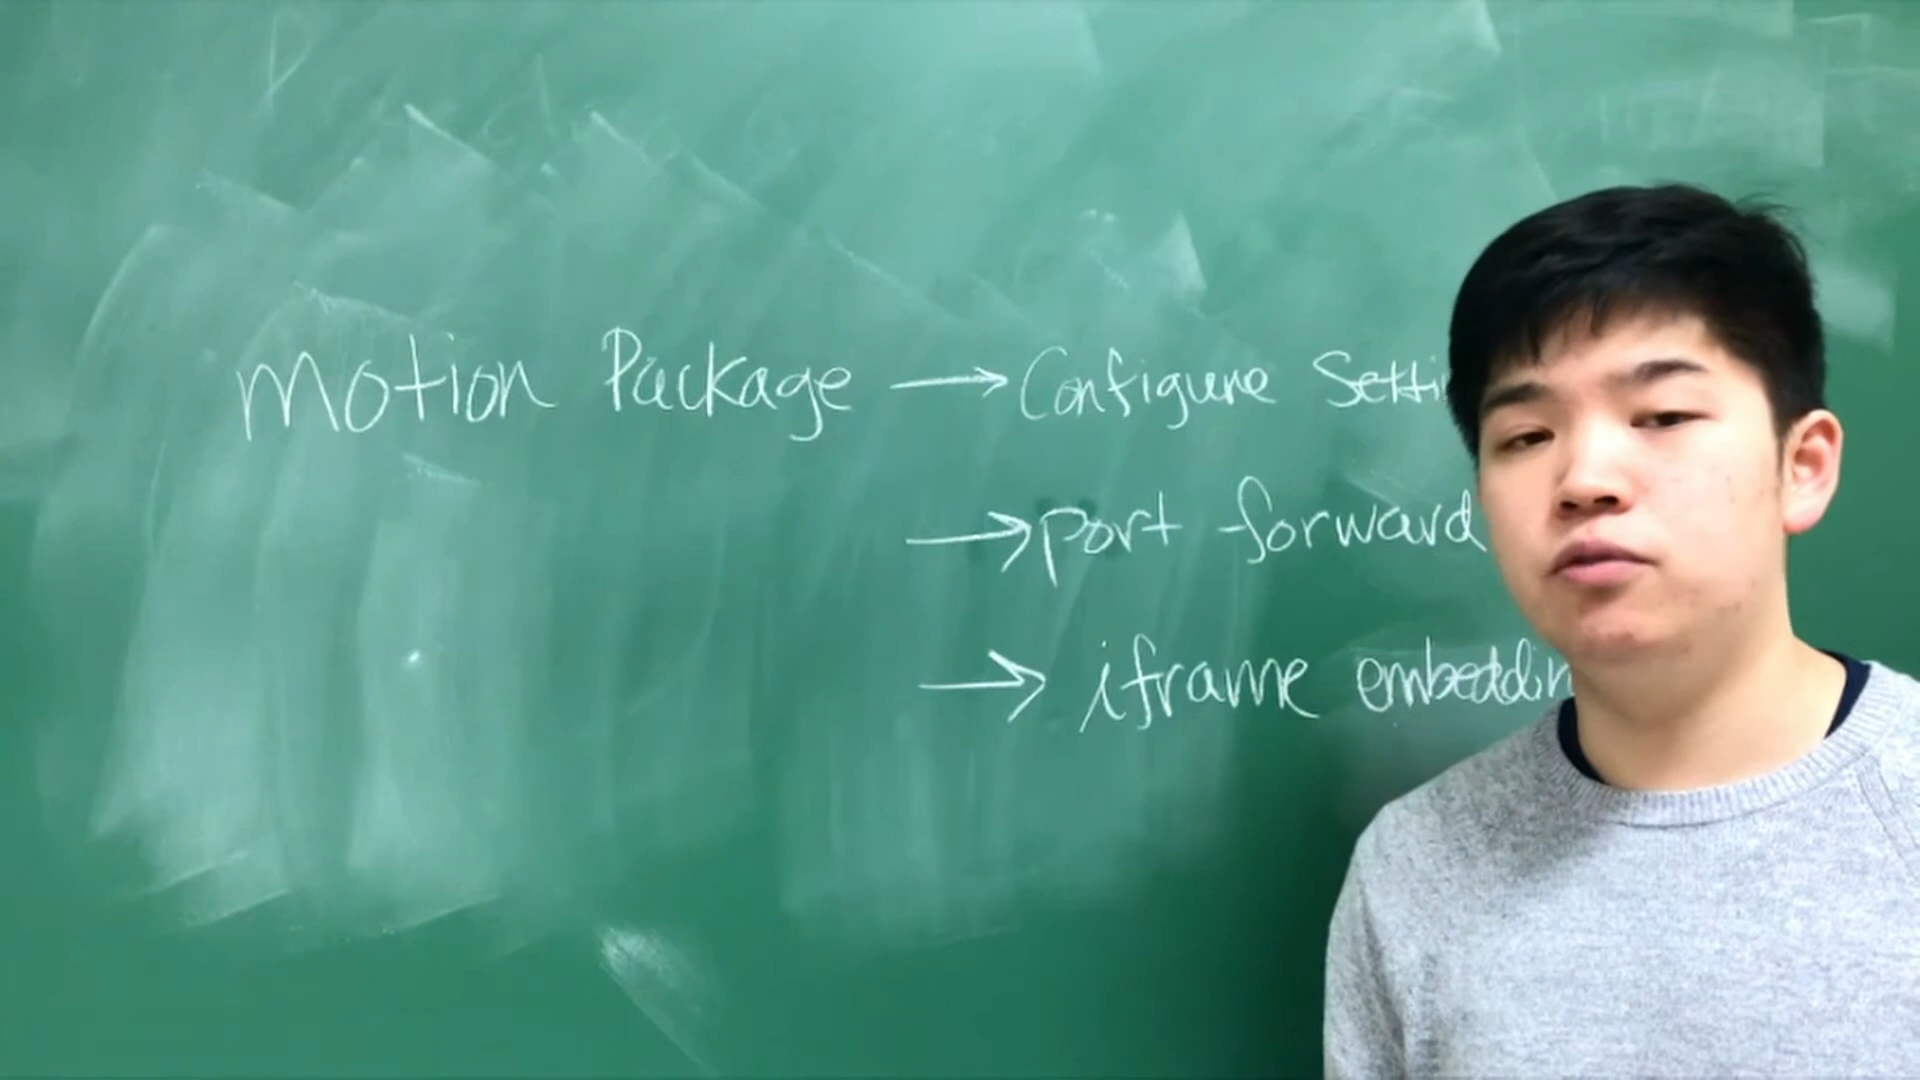 Motion Package → Configure Setti
→ port forward
→ iframe embeddin